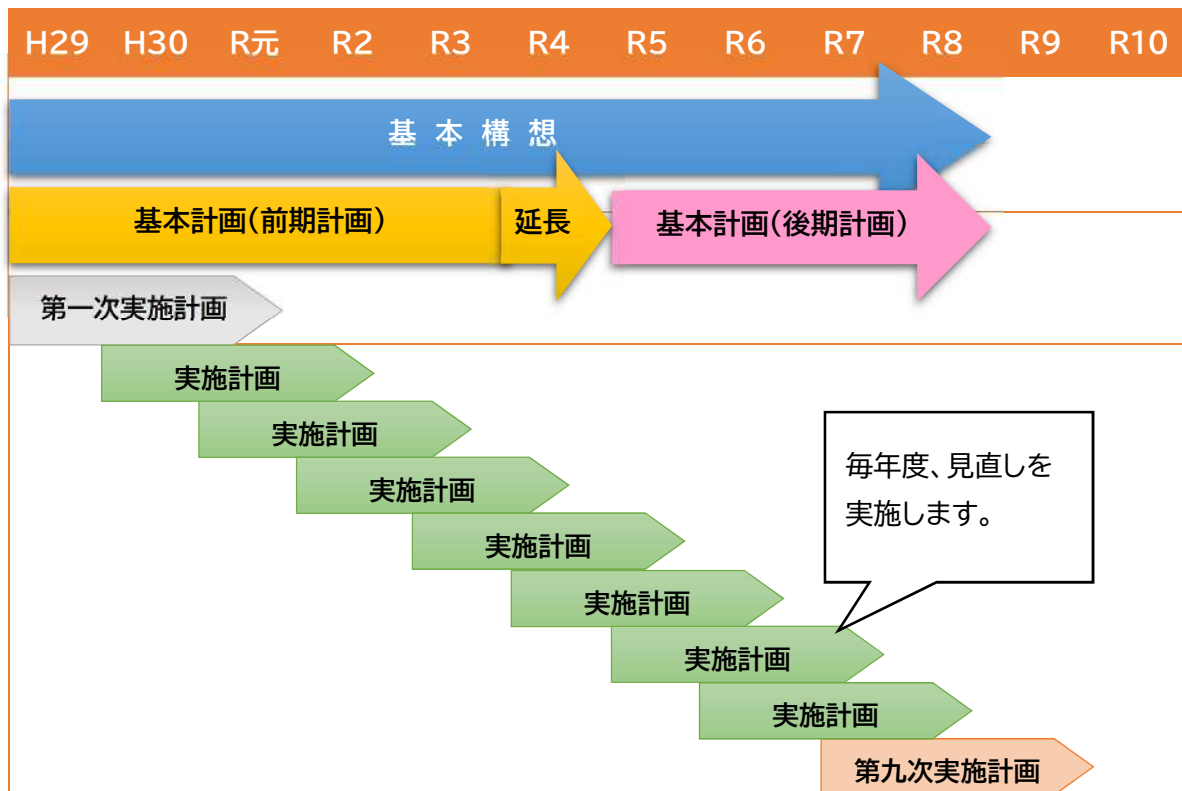 H29 H30 R元 R2 R3 R4 R5 R6 R7 R8 R9 R10
基本構想
基本計画(前期計画) 延長 基本計画(後期計画)
第一次実施計画
実施計画
実施計画
実施計画
毎年度、見直しを
実施します。
実施計画
実施計画
実施計画
実施計画
第九次実施計画